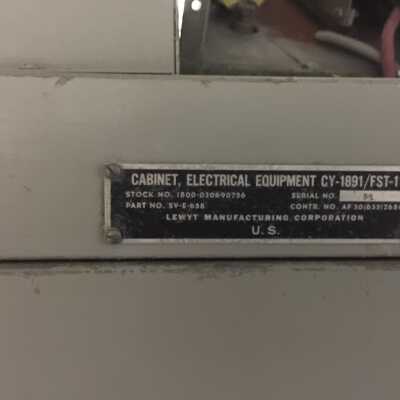 CABINET, ELECTRICAL EQUIPMENT CY-1891/FST-1
STOCK NO. 1800-030690756 SERIAL NO.
PART NO. SV-E-638 CONTR. NO.
LEWYT MANUFACTURING CORPORATION
U. S.